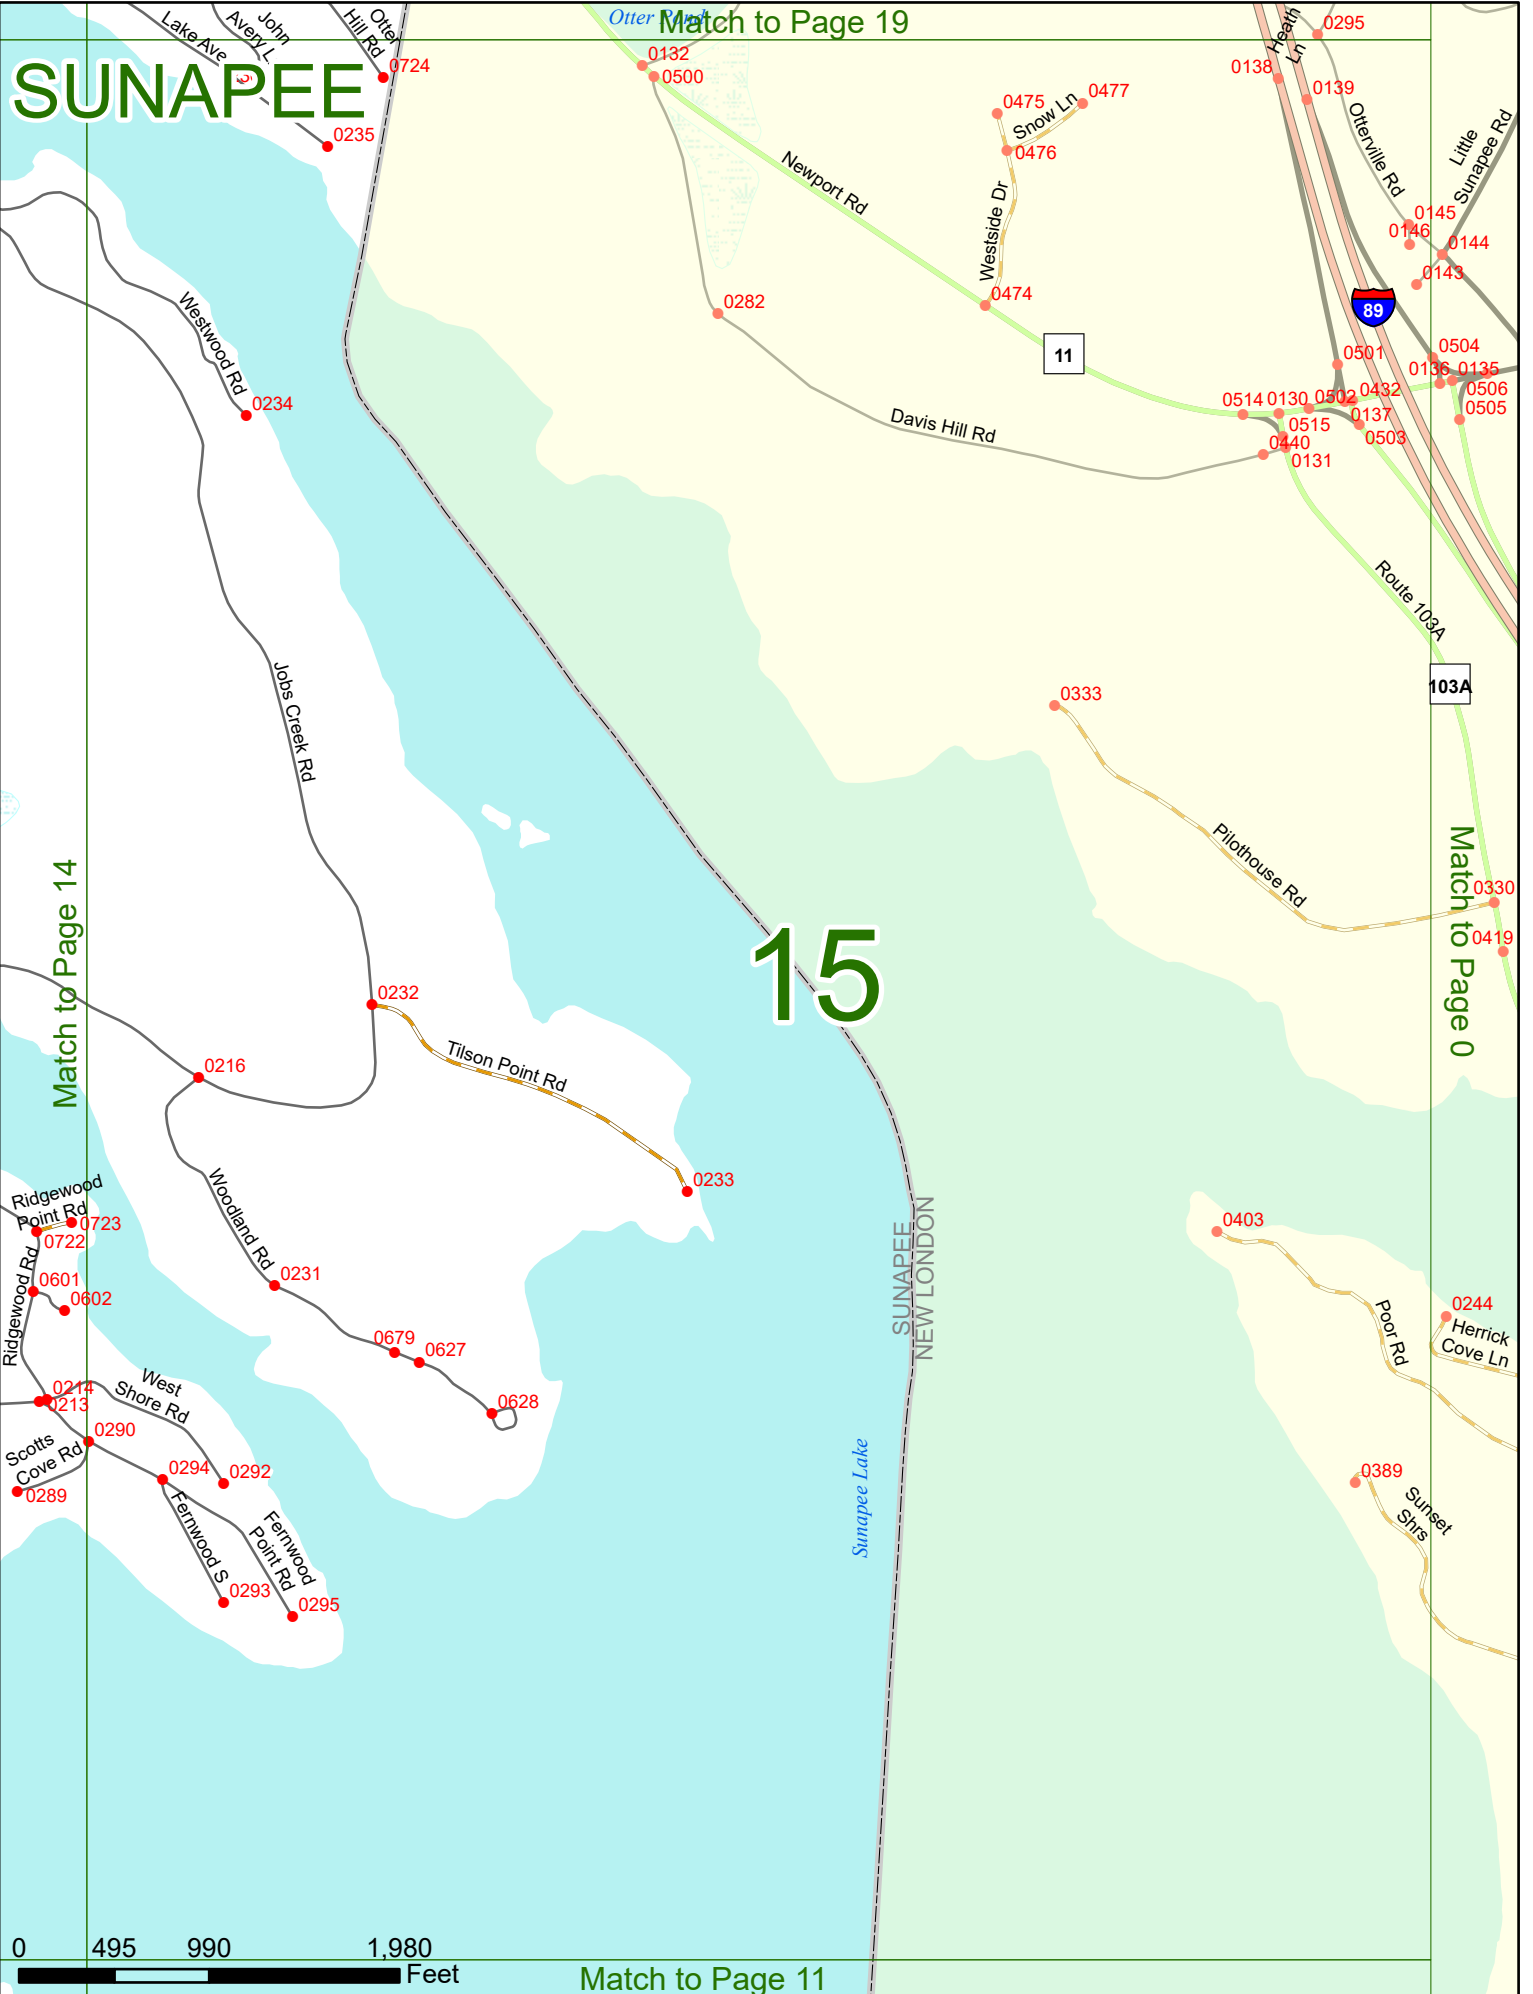 Otter Pond
Match to Page 19
SUNAPEE
Lake Ave
John
Avery L
Otter
Hill Rd
0724
0235
0132
0500
0475
0477
Snow Ln
0476
Heath
Ln
0295
0138
0139
Otterville Rd
Little
Sunapee Rd
Newport Rd
Westside Dr
0145
0146
0144
0143
0474
0282
89
11
Westwood Rd
0234
0501
0504
0136
0135
0506
0505
0514
0130
0502
0432
0137
0515
0503
0440
0131
Davis Hill Rd
Route 103A
103A
Jobs Creek Rd
0333
Pilothouse Rd
0330
0419
Match to Page 14
Match to Page 0
15
0232
Tilson Point Rd
0216
0233
Woodland Rd
Ridgewood
Point Rd
0723
0722
Ridgewood Rd
0601
0602
0231
0679
0627
0628
SUNAPEE
NEW LONDON
0403
Poor Rd
0244
Herrick
Cove Ln
0214
0213
West
Shore Rd
0290
Scotts
Cove Rd
0289
0294
0292
Fernwood S
Fernwood
Point Rd
0293
0295
Sunapee Lake
0389
Sunset
Shrs
0 495 990 1,980
Feet
Match to Page 11